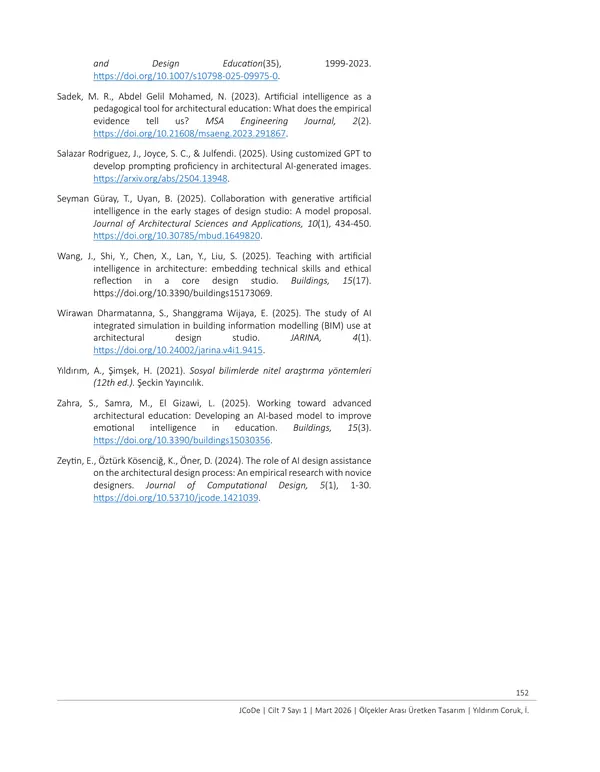 and Design Education(35), 1999-2023.
https://doi.org/10.1007/s10798-025-09975-0.
Sadek, M. R., Abdel Gelil Mohamed, N. (2023). Artificial intelligence as a
pedagogical tool for architectural education: What does the empirical
evidence tell us? MSA Engineering Journal, 2(2).
https://doi.org/10.21608/msaeng.2023.291867.
Salazar Rodriguez, J., Joyce, S. C., & Julfendi. (2025). Using customized GPT to
develop prompting proficiency in architectural AI-generated images.
https://arxiv.org/abs/2504.13948.
Seyman Güray, T., Uyan, B. (2025). Collaboration with generative artificial
intelligence in the early stages of design studio: A model proposal.
Journal of Architectural Sciences and Applications, 10(1), 434-450.
https://doi.org/10.30785/mbud.1649820.
Wang, J., Shi, Y., Chen, X., Lan, Y., Liu, S. (2025). Teaching with artificial
intelligence in architecture: embedding technical skills and ethical
reflection in a core design studio. Buildings, 15(17).
https://doi.org/10.3390/buildings15173069.
Wirawan Dharmatanna, S., Shanggrama Wijaya, E. (2025). The study of AI
integrated simulation in building information modelling (BIM) use at
architectural design studio. JARINA, 4(1).
https://doi.org/10.24002/jarina.v4i1.9415.
Yıldırım, A., Şimşek, H. (2021). Sosyal bilimlerde nitel araştırma yöntemleri
(12th ed.). Şeckin Yayıncılık.
Zahra, S., Samra, M., El Gizawi, L. (2025). Working toward advanced
architectural education: Developing an AI-based model to improve
emotional intelligence in education. Buildings, 15(3).
https://doi.org/10.3390/buildings15030356.
Zeytin, E., Öztürk Kösenciğ, K., Öner, D. (2024). The role of AI design assistance
on the architectural design process: An empirical research with novice
designers. Journal of Computational Design, 5(1), 1-30.
https://doi.org/10.53710/jcode.1421039.
152
JCoDe | Cilt 7 Sayı 1 | Mart 2026 | Ölçekler Arası Üretken Tasarım | Yıldırım Coruk, İ.